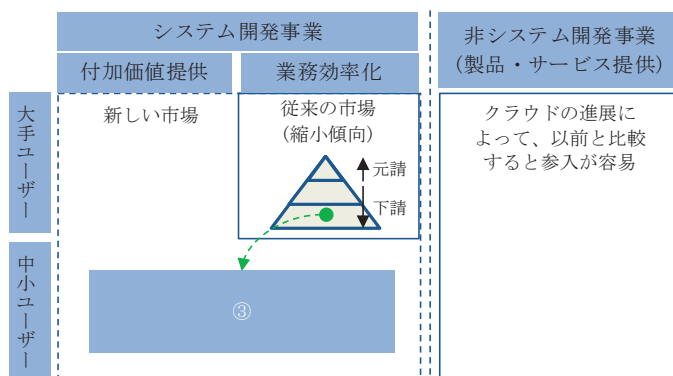 システム開発事業
非システム開発事業
(製品・サービス提供)
付加価値提供
業務効率化
大手ユーザー
新しい市場
従来の市場
(縮小傾向)
元請
下請
クラウドの進展に
よって、以前と比較
すると参入が容易
中小ユーザー
③